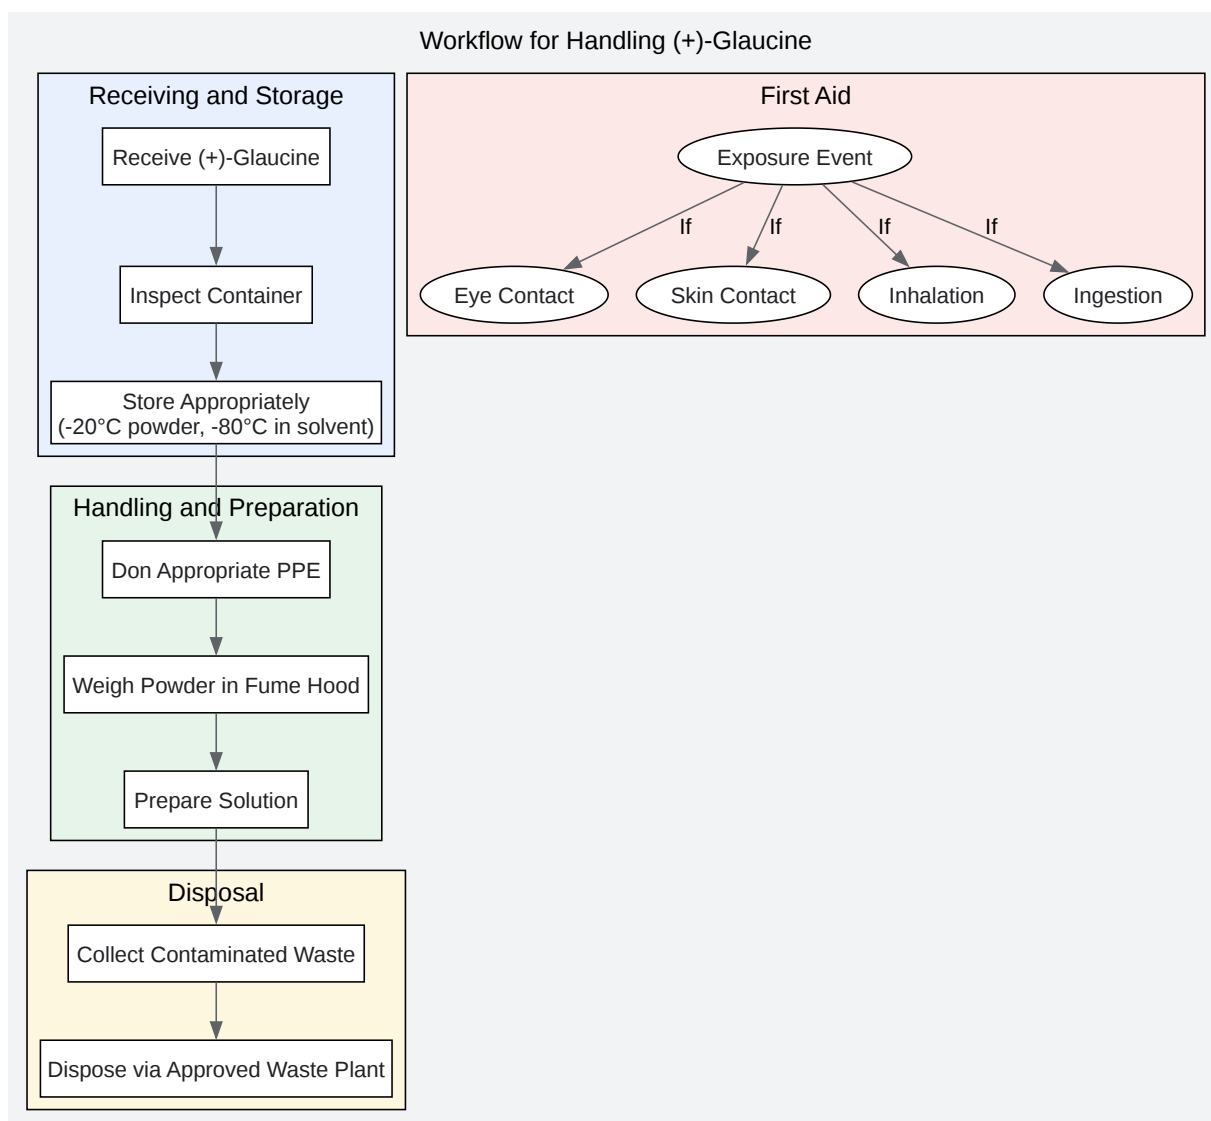 Workflow for Handling (+)-Glaucine
Receiving and Storage
Receive (+)-Glaucine
Inspect Container
Store Appropriately
(-20°C powder, -80°C in solvent)
Handling and Preparation
Don Appropriate PPE
Weigh Powder in Fume Hood
Prepare Solution
Disposal
Collect Contaminated Waste
Dispose via Approved Waste Plant
First Aid
Exposure Event
If
If
If
If
Eye Contact
Skin Contact
Inhalation
Ingestion